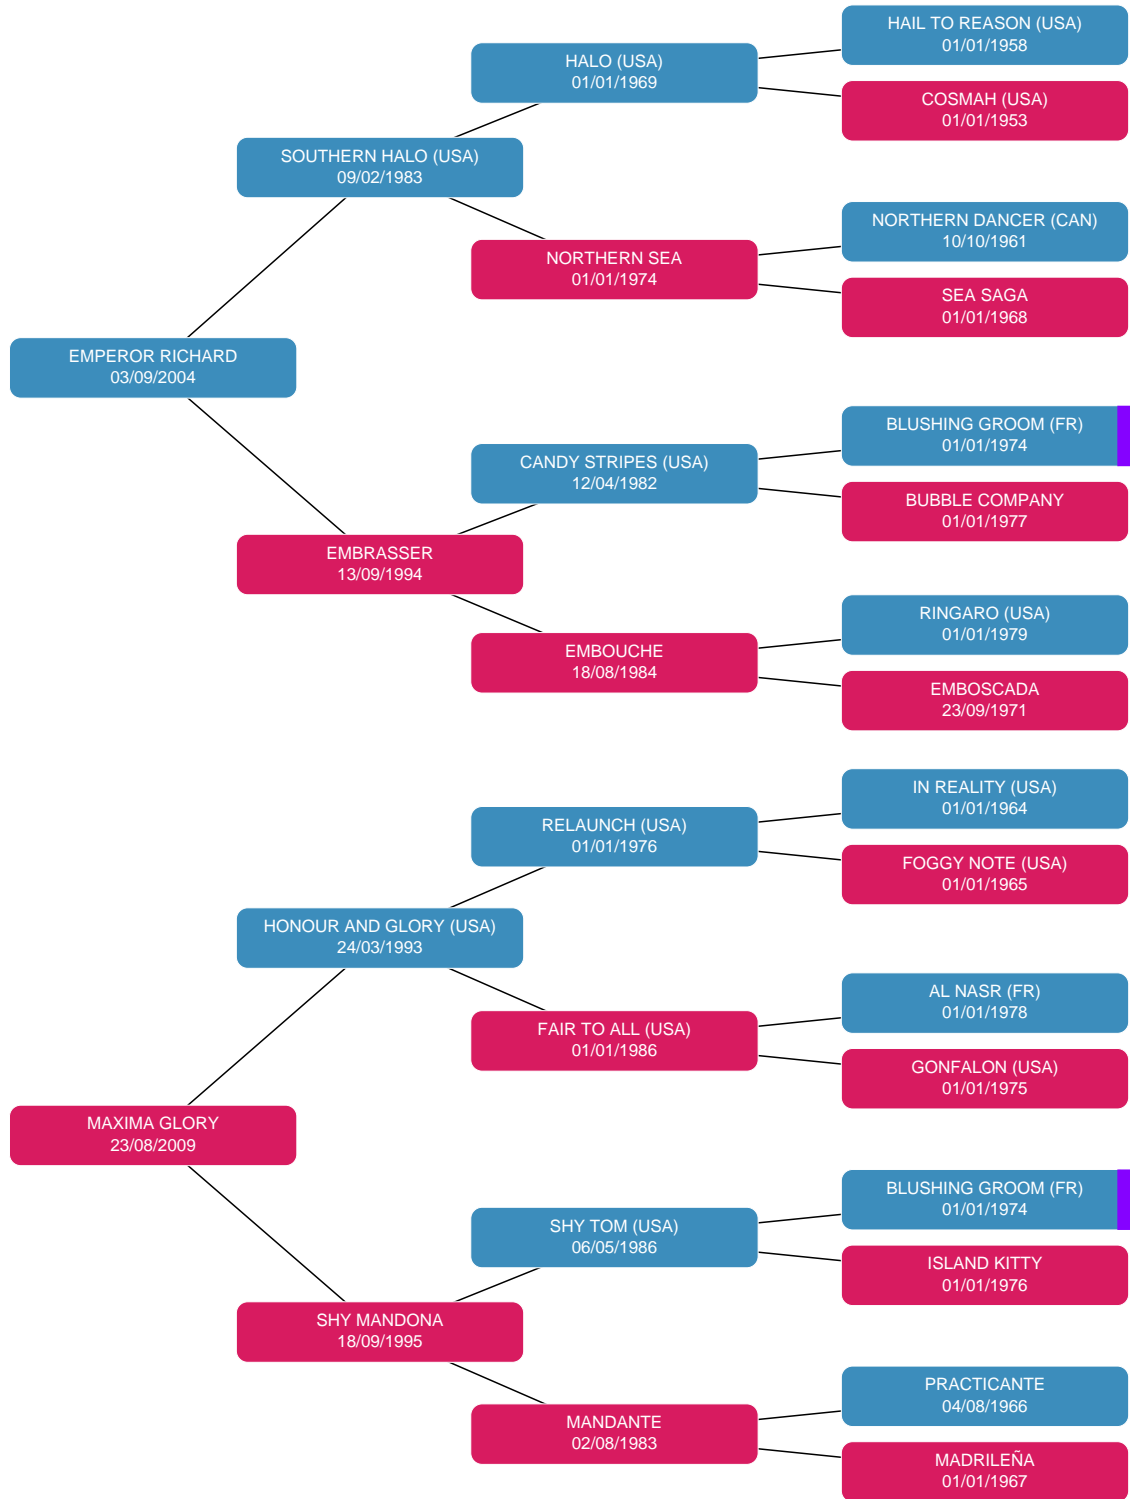 HAIL TO REASON (USA)
01/01/1958
HALO (USA)
01/01/1969
COSMAH (USA)
01/01/1953
SOUTHERN HALO (USA)
09/02/1983
NORTHERN DANCER (CAN)
10/10/1961
NORTHERN SEA
01/01/1974
SEA SAGA
01/01/1968
EMPEROR RICHARD
03/09/2004
BLUSHING GROOM (FR)
01/01/1974
CANDY STRIPES (USA)
12/04/1982
BUBBLE COMPANY
01/01/1977
EMBRASSER
13/09/1994
RINGARO (USA)
01/01/1979
EMBOUCHE
18/08/1984
EMBOSCADA
23/09/1971
IN REALITY (USA)
01/01/1964
RELAUNCH (USA)
01/01/1976
FOGGY NOTE (USA)
01/01/1965
HONOUR AND GLORY (USA)
24/03/1993
AL NASR (FR)
01/01/1978
FAIR TO ALL (USA)
01/01/1986
GONFALON (USA)
01/01/1975
MAXIMA GLORY
23/08/2009
BLUSHING GROOM (FR)
01/01/1974
SHY TOM (USA)
06/05/1986
ISLAND KITTY
01/01/1976
SHY MANDONA
18/09/1995
PRACTICANTE
04/08/1966
MANDANTE
02/08/1983
MADRILEÑA
01/01/1967